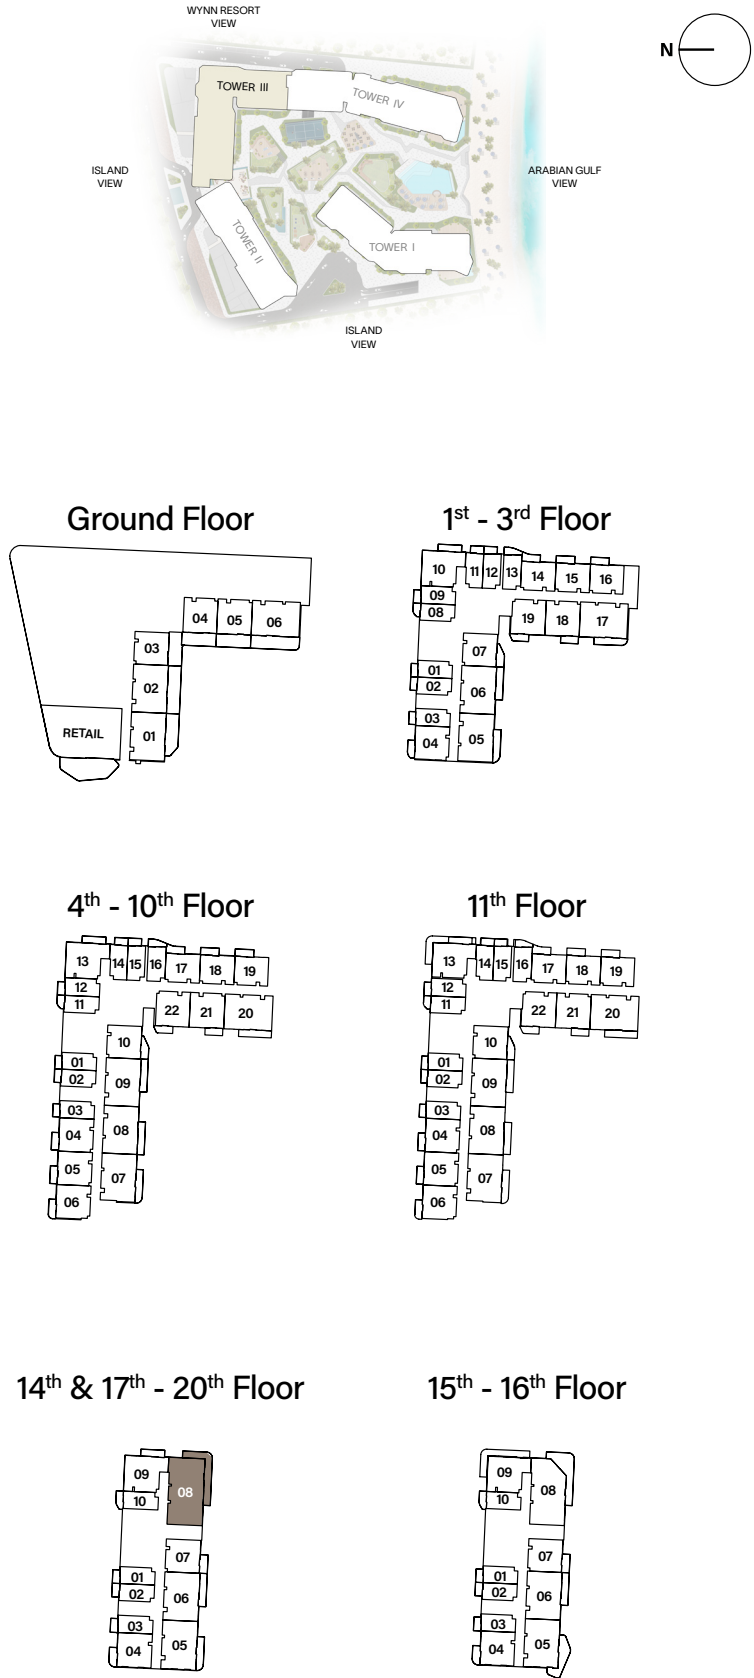 WYNN RESORT
VIEW
N
TOWER III
TOWER IV
ISLAND
VIEW
ARABIAN GULF
VIEW
TOWER II
TOWER I
ISLAND
VIEW
Ground Floor
04 05 06
03
02
01
RETAIL
1st - 3rd Floor
10 11 12 13 14 15 16
09
08
19 18 17
07
01
02
06
03
04
05
4th - 10th Floor
13 14 15 16 17 18 19
12
11
22 21 20
10
01
02
09
03
04
08
05
07
06
11th Floor
13 14 15 16 17 18 19
12
11
22 21 20
10
01
02
09
03
04
08
05
07
06
14th & 17th - 20th Floor
09
08
10
07
01
02
06
03
04
05
15th - 16th Floor
09
08
10
07
01
02
06
03
04
05